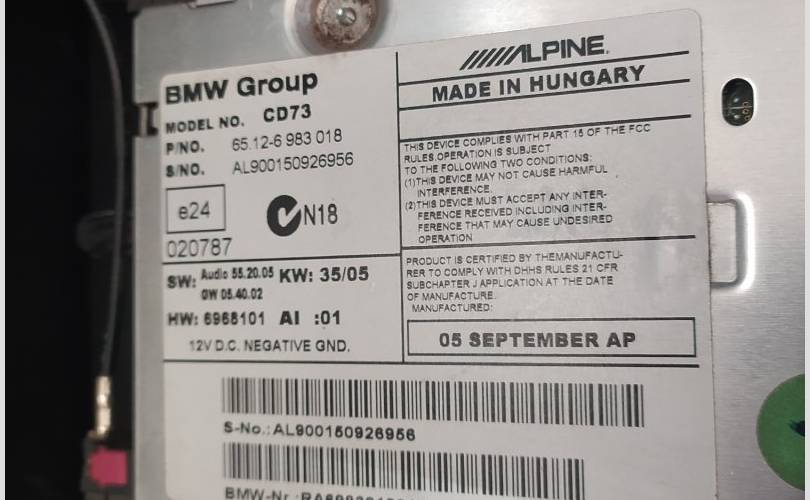 BMW Group
MODEL NO. CD73
P/NO. 65.12-6 983 018
S/NO. AL900150926956
e24
N18
020787
SW: Audio 55.20.05 KW: 35/05
GW 05.40.02
HW: 6968101 AI :01
12V D.C. NEGATIVE GND.
ALPINE
MADE IN HUNGARY
THIS DEVICE COMPLIES WITH PART 15 OF THE FCC
RULES.OPERATION IS SUBJECT
TO THE FOLLOWING TWO CONDITIONS:
(1)THIS DEVICE MAY NOT CAUSE HARMFUL
INTERFERENCE.
(2)THIS DEVICE MUST ACCEPT ANY INTER-
FERENCE RECEIVED INCLUDING INTER-
FERENCE THAT MAY CAUSE UNDESIRED
OPERATION
PRODUCT IS CERTIFIED BY THEMANUFACTU-
RER TO COMPLY WITH DHHS RULES 21 CFR
SUBCHAPTER J APPLICATION AT THE DATE
OF MANUFACTURE.
MANUFACTURED:
05 SEPTEMBER AP
S-No.:AL900150926956
BMW-Nr.: